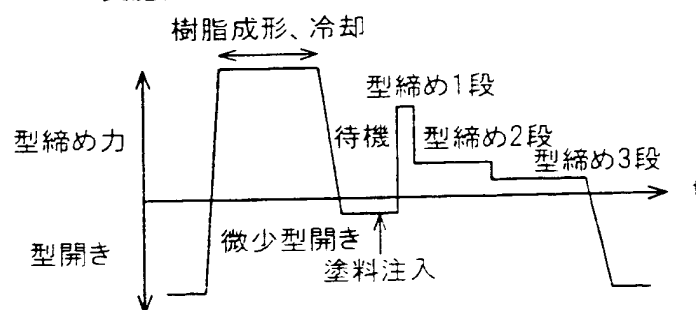 樹脂成形、冷却
型締め1段
型締め力
待機
型締め2段
型締め3段
型開き
微少型開き
塗料注入